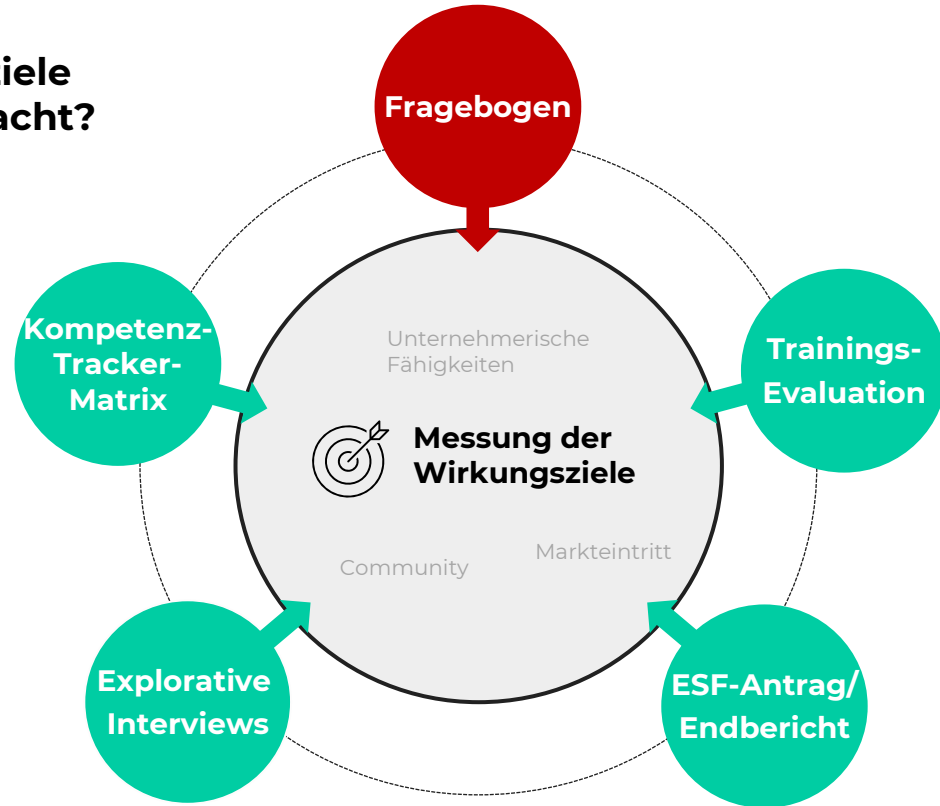 ziele
acht?
Fragebogen
Kompetenz-
Tracker-
Matrix
Trainings-
Evaluation
Unternehmerische
Fähigkeiten
Messung der
Wirkungsziele
Community
Markteintritt
Explorative
Interviews
ESF-Antrag/
Endbericht